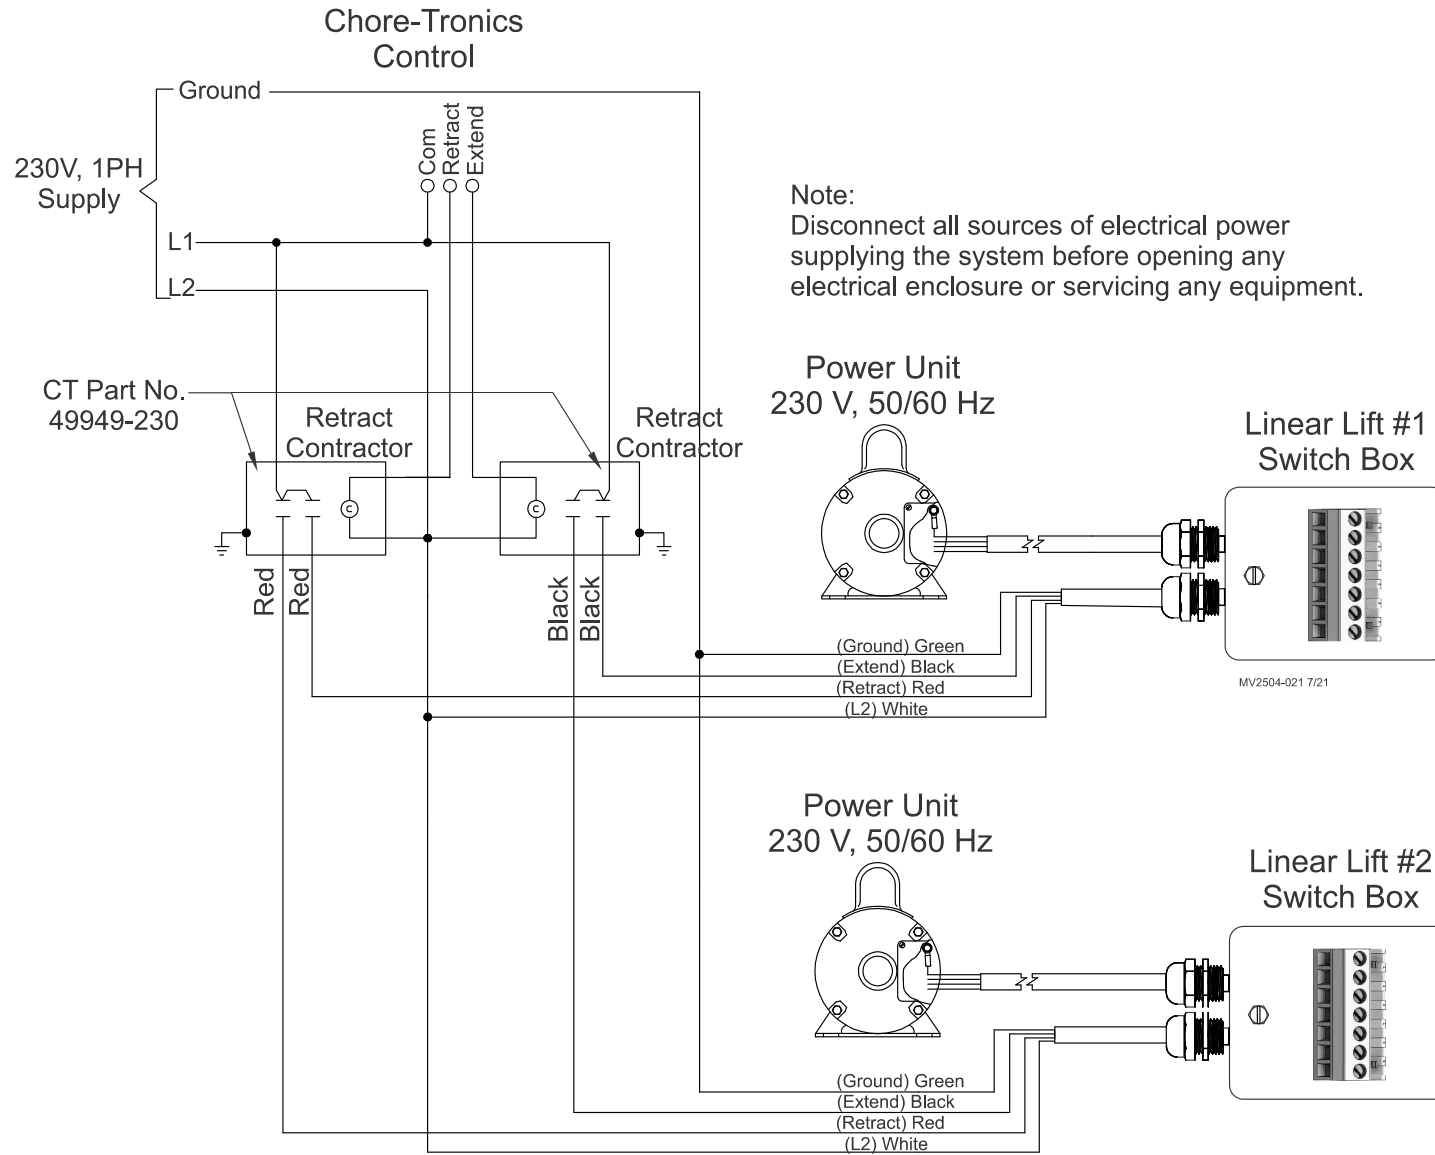 Chore-Tronics
Control
Ground
230V, 1PH
Supply
L1
L2
Com
Retract
Extend
Note:
Disconnect all sources of electrical power
supplying the system before opening any
electrical enclosure or servicing any equipment.
CT Part No.
49949-230
Retract
Contractor
Retract
Contractor
C
C
Red
Red
Black
Black
Power Unit
230 V, 50/60 Hz
Linear Lift #1
Switch Box
(Ground) Green
(Extend) Black
(Retract) Red
(L2) White
MV2504-021 7/21
Power Unit
230 V, 50/60 Hz
Linear Lift #2
Switch Box
(Ground) Green
(Extend) Black
(Retract) Red
(L2) White